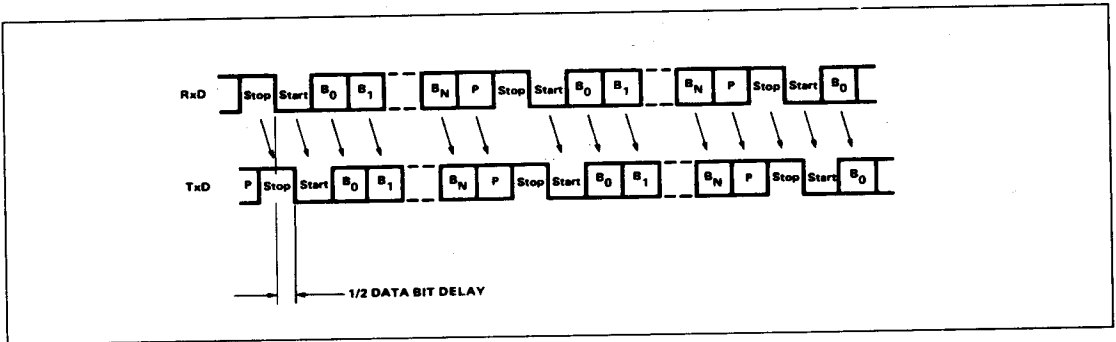 RxD Stop Start B0 B1 BN P Stop Start B0 B1 BN P Stop Start B0
TxD P Stop Start B0 B1 BN P Stop Start B0 B1 BN P Stop Start B0
1/2 DATA BIT DELAY